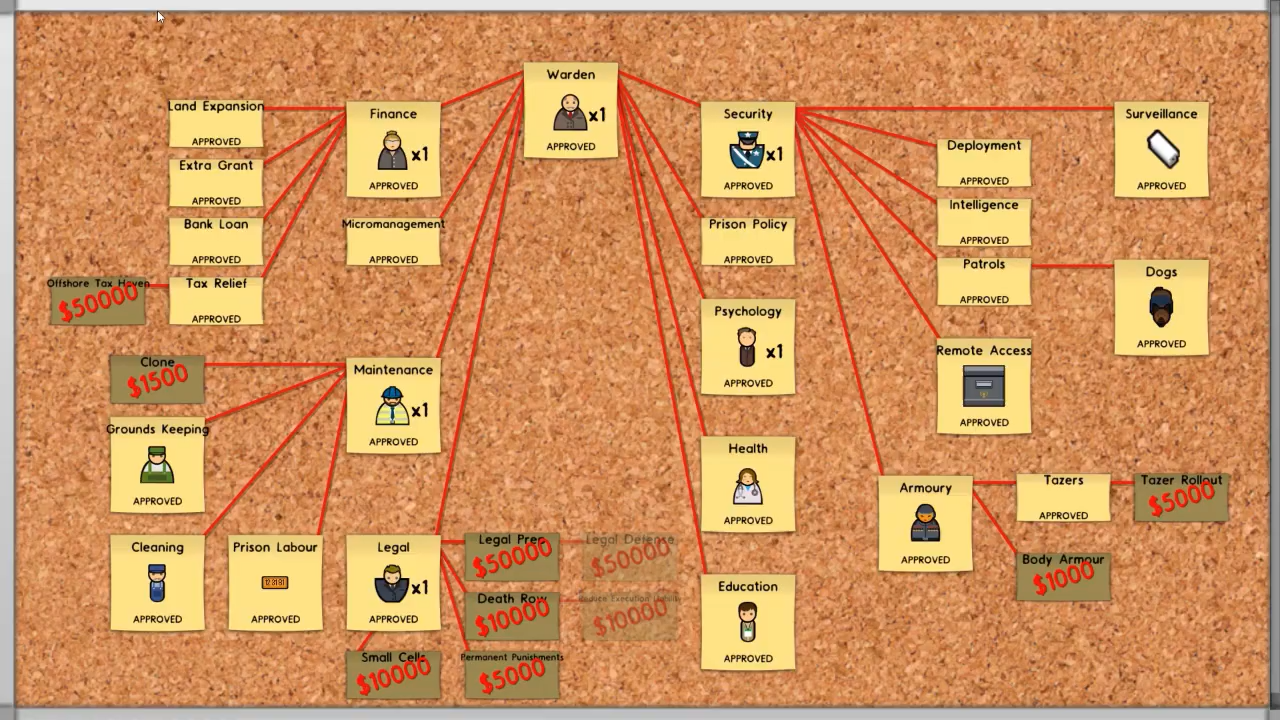 Warden
x1
APPROVED
Land Expansion
APPROVED
Finance
x1
APPROVED
Extra Grant
APPROVED
Bank Loan
APPROVED
Micromanagement
APPROVED
Offshore Tax Haven
$50000
Tax Relief
APPROVED
Clone
$1500
Maintenance
x1
APPROVED
Grounds Keeping
APPROVED
Cleaning
APPROVED
Prison Labour
12318I
APPROVED
Legal
x1
APPROVED
Legal Prep
$50000
Legal Defense
$50000
Death Row
$10000
Reduce Execution Liability
$10000
Small Cells
$10000
Permanent Punishments
$5000
Security
x1
APPROVED
Prison Policy
APPROVED
Psychology
x1
APPROVED
Health
APPROVED
Education
APPROVED
Deployment
APPROVED
Intelligence
APPROVED
Patrols
APPROVED
Remote Access
APPROVED
Surveillance
APPROVED
Dogs
APPROVED
Armoury
APPROVED
Tazers
APPROVED
Tazer Rollout
$5000
Body Armour
$1000